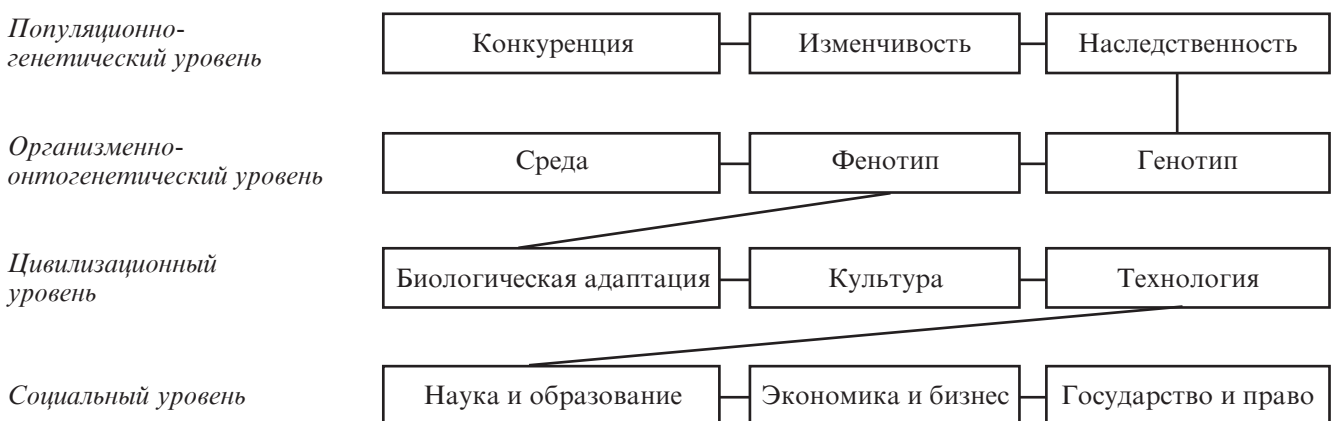 Популяционно-
генетический уровень
Конкуренция
Изменчивость
Наследственность
Организменно-
онтогенетический уровень
Среда
Фенотип
Генотип
Цивилизационный
уровень
Биологическая адаптация
Культура
Технология
Социальный уровень
Наука и образование
Экономика и бизнес
Государство и право